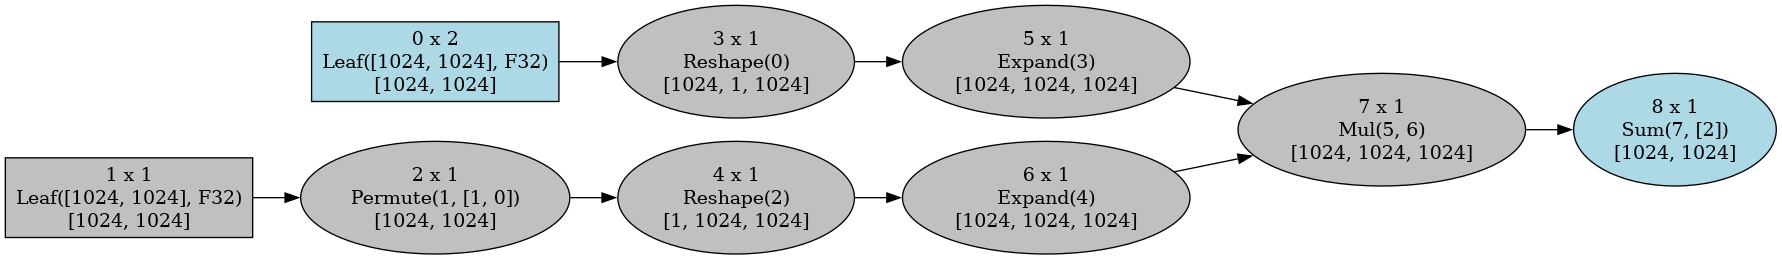 0 x 2
Leaf([1024, 1024], F32)
[1024, 1024]
3 x 1
Reshape(0)
[1024, 1, 1024]
5 x 1
Expand(3)
[1024, 1024, 1024]
1 x 1
Leaf([1024, 1024], F32)
[1024, 1024]
2 x 1
Permute(1, [1, 0])
[1024, 1024]
4 x 1
Reshape(2)
[1, 1024, 1024]
6 x 1
Expand(4)
[1024, 1024, 1024]
7 x 1
Mul(5, 6)
[1024, 1024, 1024]
8 x 1
Sum(7, [2])
[1024, 1024]